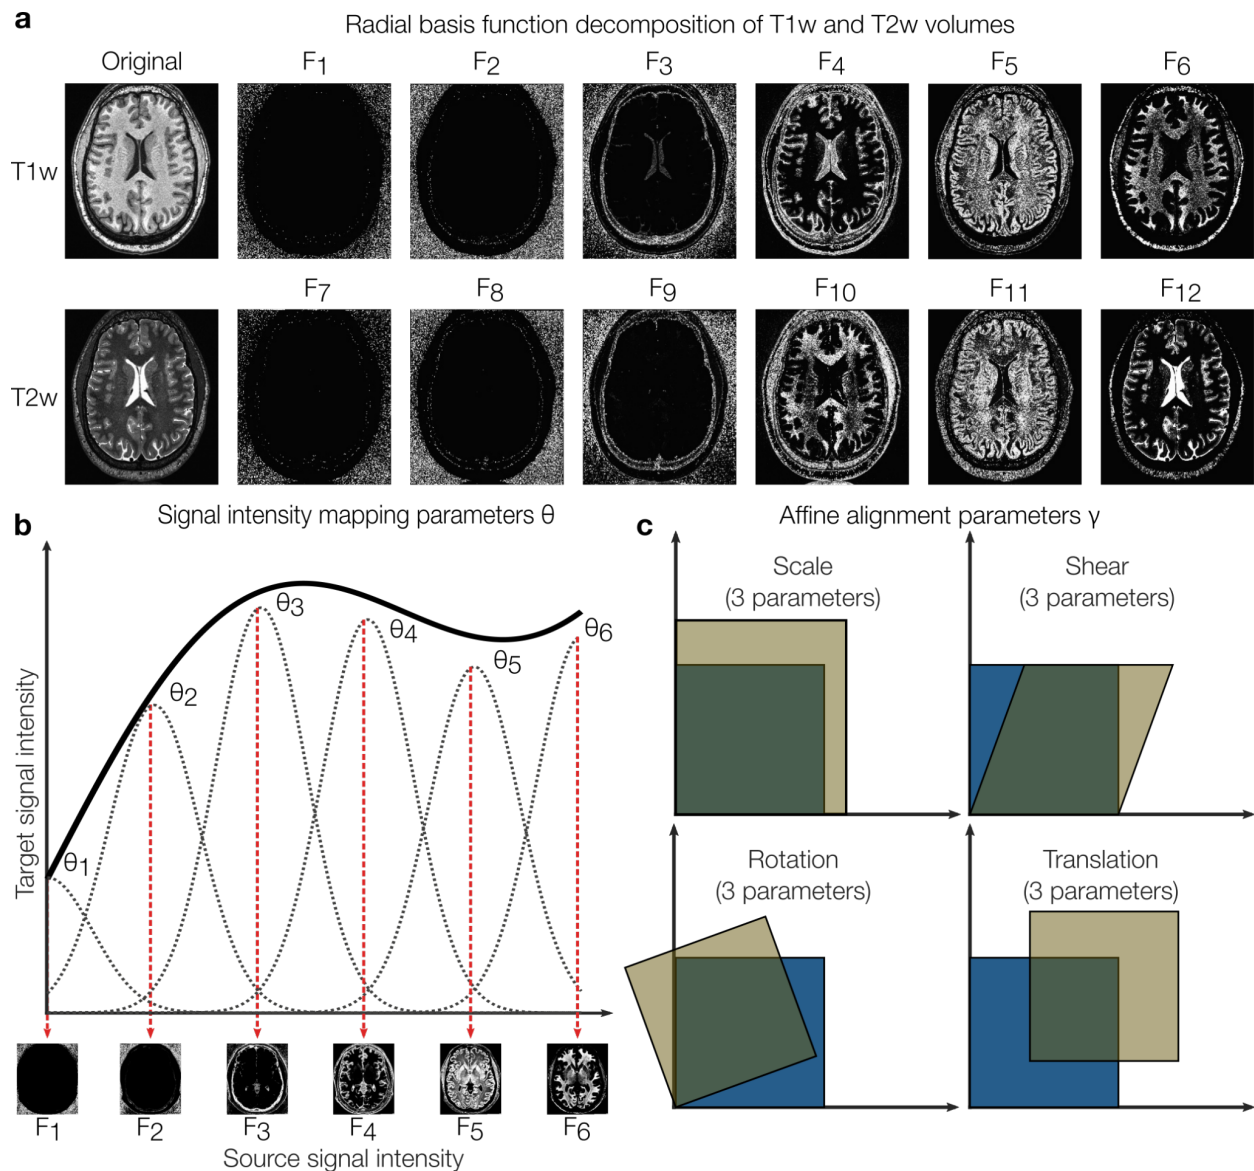 a
Radial basis function decomposition of T1w and T2w volumes
Original F1 F2 F3 F4 F5 F6
T1w
F7 F8 F9 F10 F11 F12
T2w
b
Signal intensity mapping parameters θ
Target signal intensity
θ1
θ2
θ3
θ4
θ5
θ6
F1 F2 F3 F4 F5 F6
Source signal intensity
c
Affine alignment parameters γ
Scale
(3 parameters)
Shear
(3 parameters)
Rotation
(3 parameters)
Translation
(3 parameters)